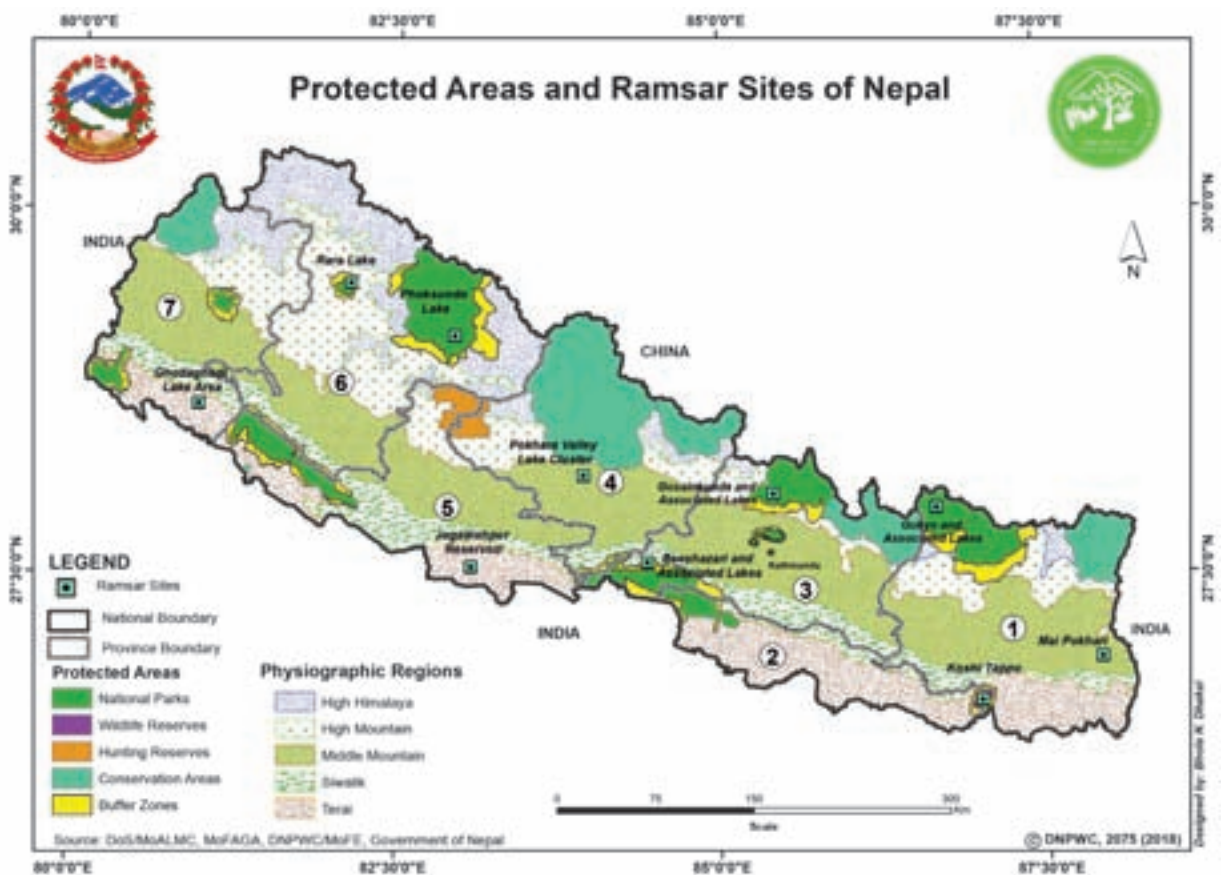 80°0'0"E 82°30'0"E 85°0'0"E 87°30'0"E
Protected Areas and Ramsar Sites of Nepal
30°0'0"N
30°0'0"N
INDIA
N
Rara Lake
Phoksundo
Lake
7
CHINA
Ghodaghodi
Lake Area
6
Pokhara Valley
Lake Cluster
4
Gosaikunda and
Associated Lakes
Gokyo and
Associated Lakes
5
Jagadishpur
Reservoir
Beeshazari and
Associated Lakes
Kathmandu
3
27°30'0"N
27°30'0"N
INDIA
1
INDIA
Mai Pokhari
2
Koshi Tappu
LEGEND
Ramsar Sites
National Boundary
Province Boundary
Protected Areas
National Parks
Wildlife Reserves
Hunting Reserves
Conservation Areas
Buffer Zones
Physiographic Regions
High Himalaya
High Mountain
Middle Mountain
Siwalik
Terai
0 75 150 300
Km
Scale
Source: DoS/MoALMC, MoFAGA, DNPWC/MoFE, Government of Nepal
© DNPWC, 2075 (2018)
Designed by: Bhola N. Dhakal
80°0'0"E 82°30'0"E 85°0'0"E 87°30'0"E